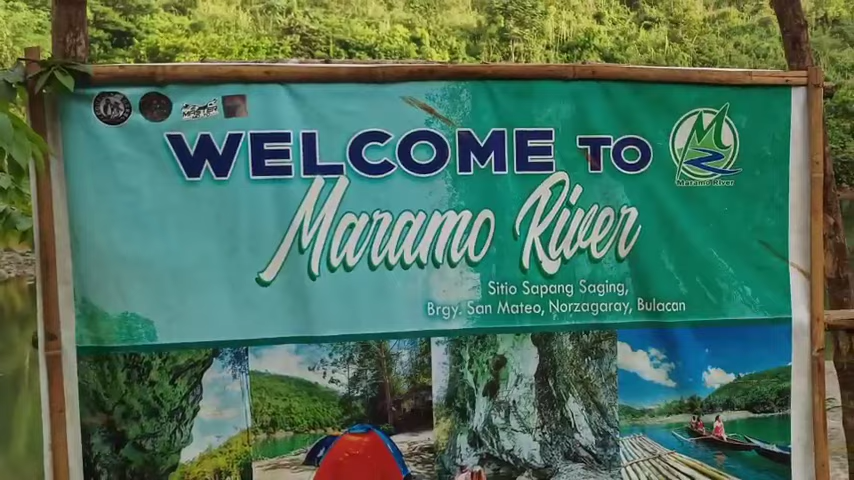 WELCOME TO
Maramo River
Maramo River
Sitio Sapang Saging,
Brgy. San Mateo, Norzagaray, Bulacan